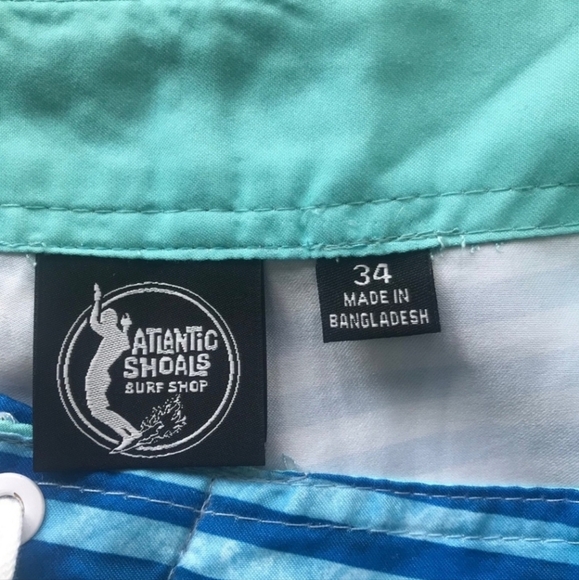 ATLANTIC
SHOALS
SURF SHOP
34
MADE IN
BANGLADESH